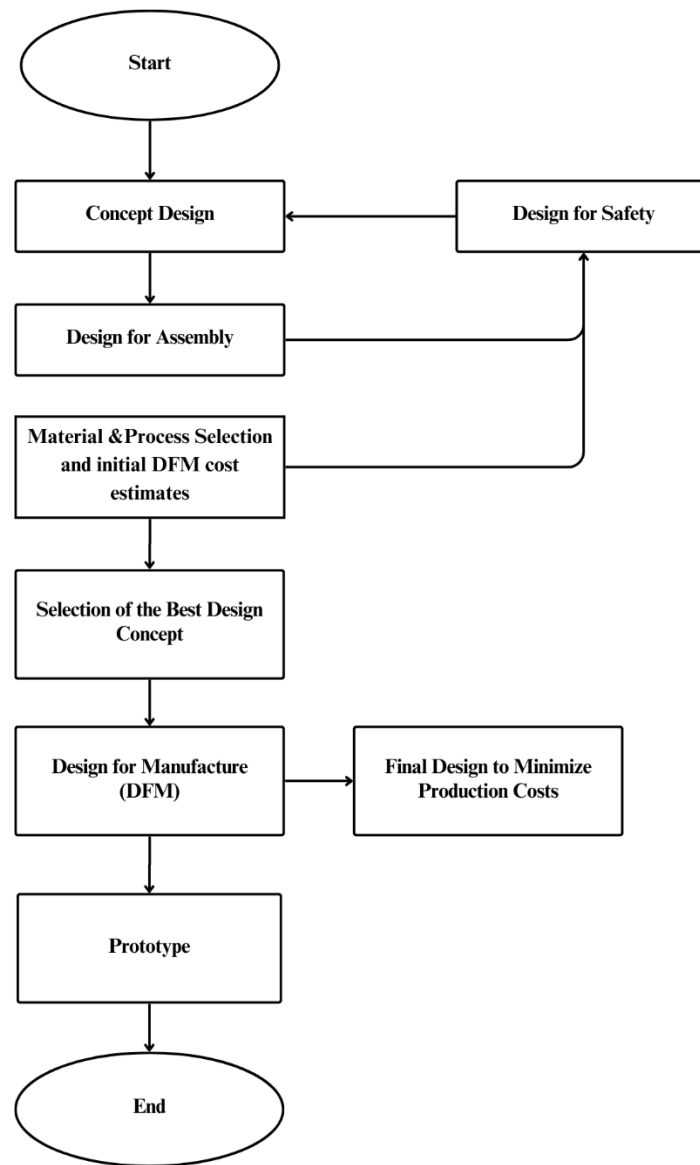 Start
Concept Design
Design for Safety
Design for Assembly
Material &Process Selection
and initial DFM cost
estimates
Selection of the Best Design
Concept
Design for Manufacture
(DFM)
Final Design to Minimize
Production Costs
Prototype
End